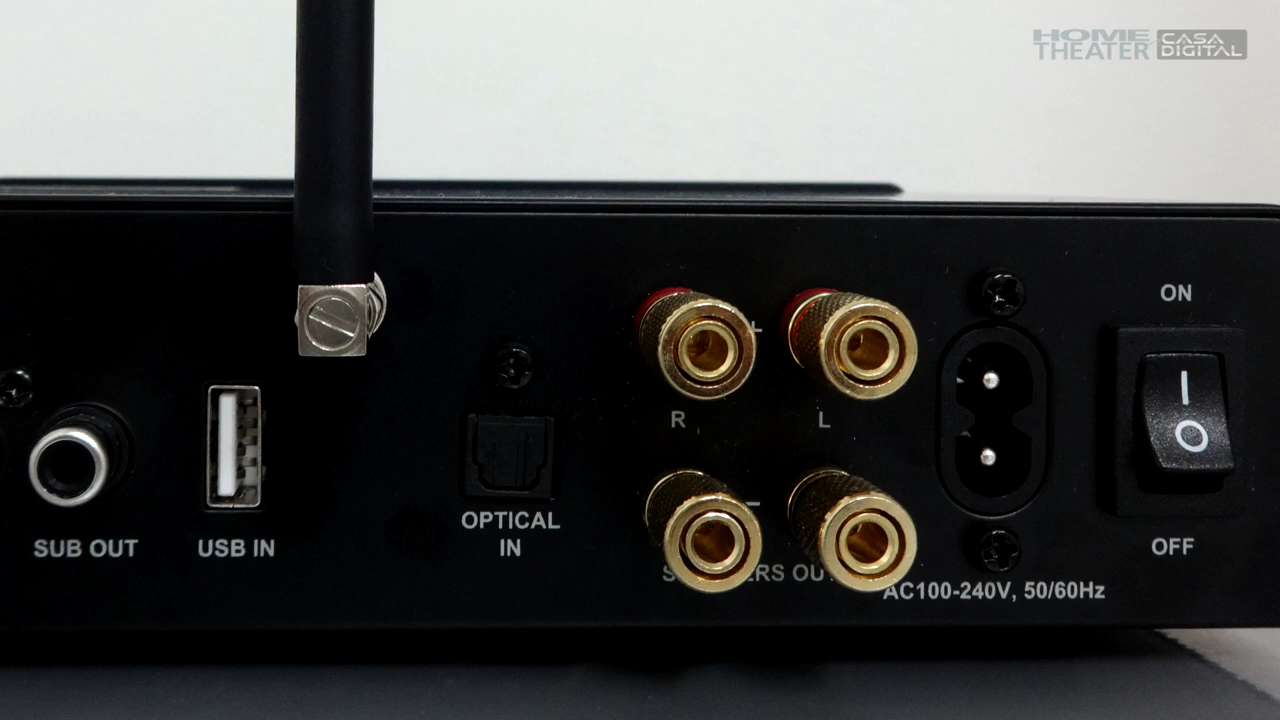 HOME THEATER
CASA DIGITAL
ON
+
R
L
−
I
O
OPTICAL
IN
SUB OUT
USB IN
OFF
AC100-240V, 50/60Hz